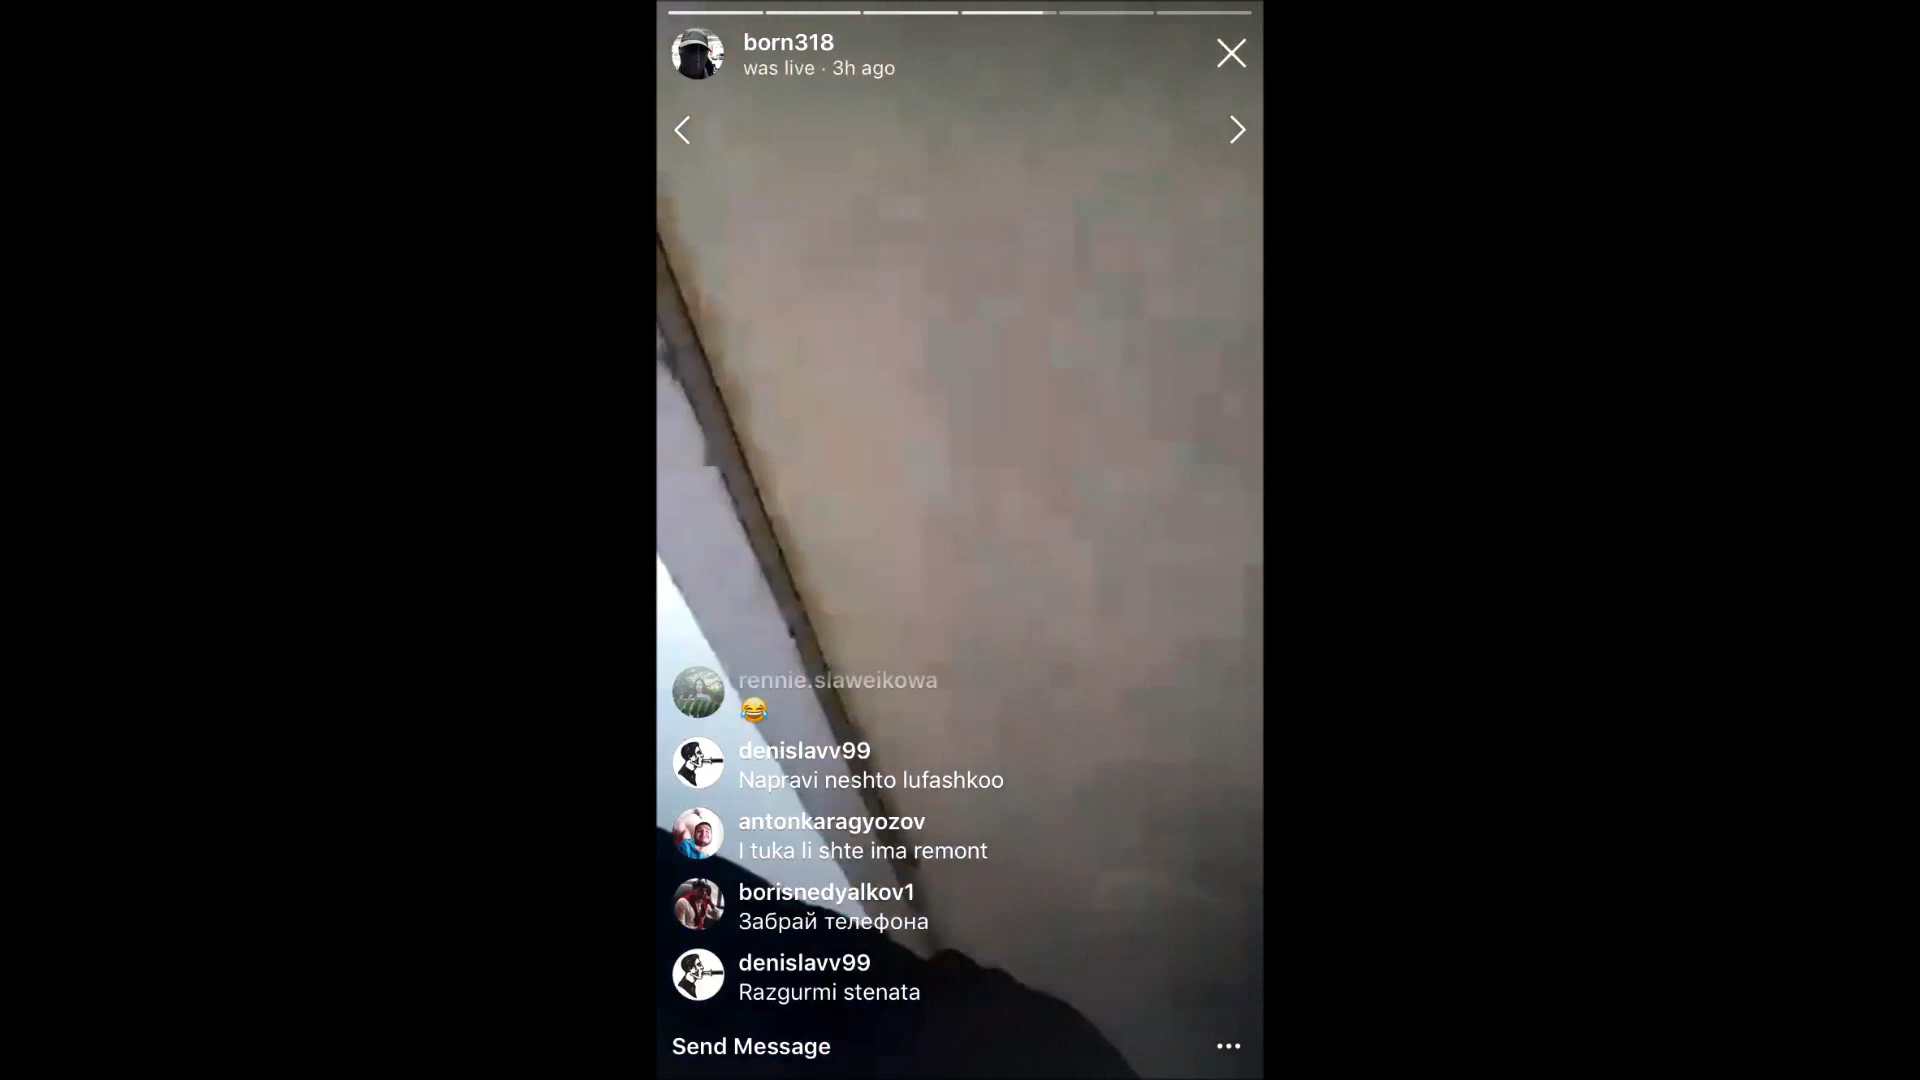 born318
was live · 3h ago
rennie.slaweikowa
😂
denislavv99
Napravi neshto lufashkoo
antonkaragyozov
I tuka li shte ima remont
borisnedyalkov1
Забрай телефона
denislavv99
Razgurmi stenata
Send Message